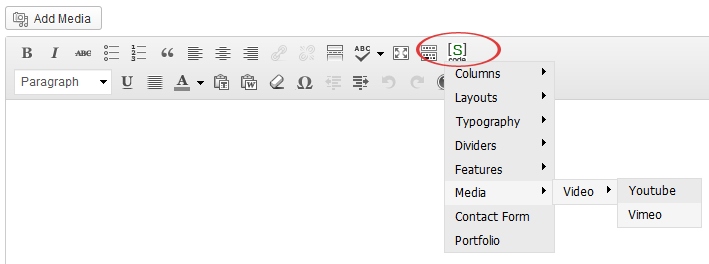 Add Media
B I ABC ABC [S]
code
Paragraph U A T W Ω
Columns
Layouts
Typography
Dividers
Features
Media Video Youtube
Contact Form Vimeo
Portfolio